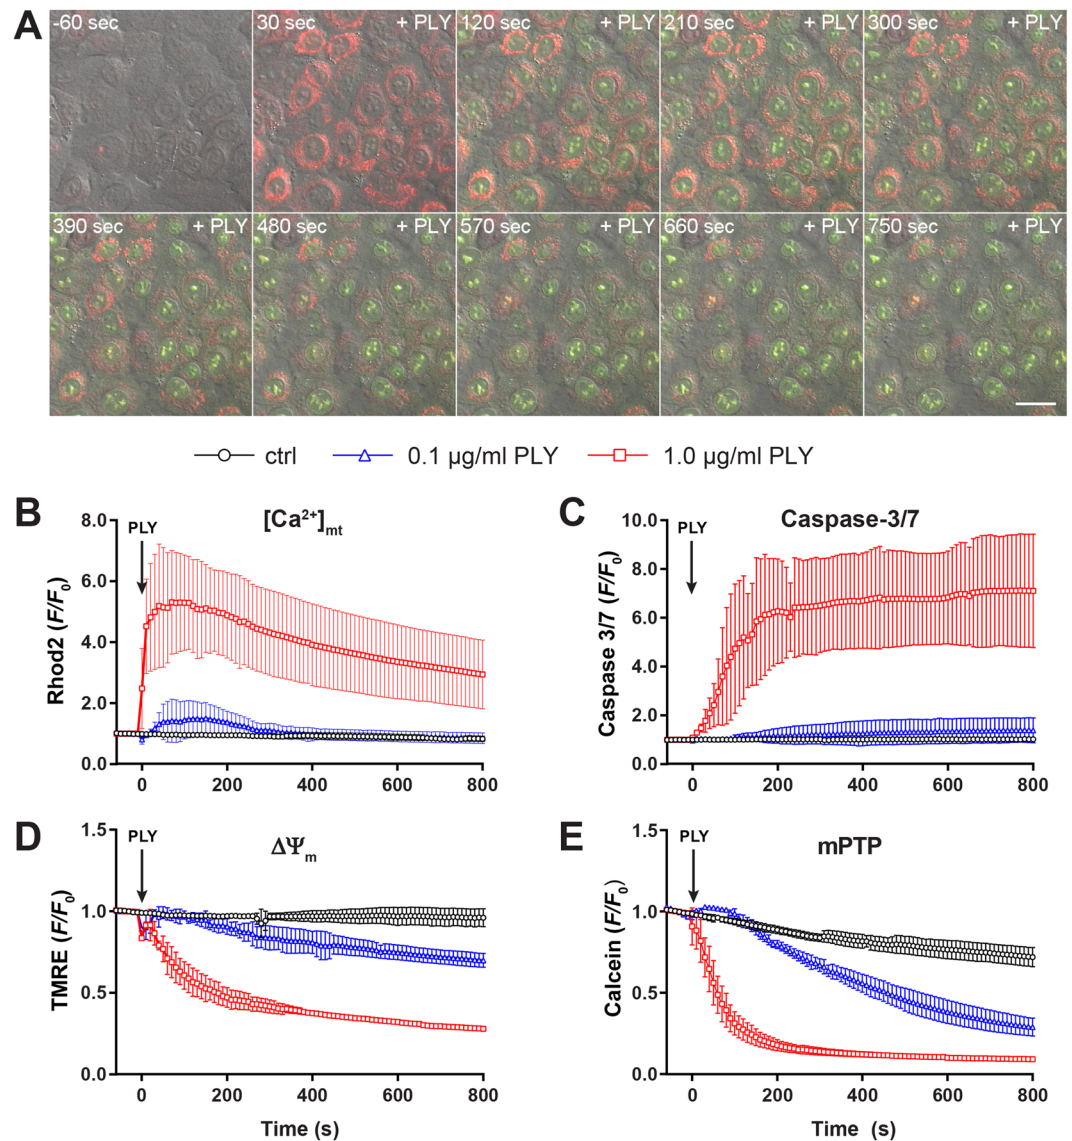 A
-60 sec
30 sec + PLY
120 sec + PLY
210 sec + PLY
300 sec + PLY
390 sec + PLY
480 sec + PLY
570 sec + PLY
660 sec + PLY
750 sec + PLY
ctrl
0.1 µg/ml PLY
1.0 µg/ml PLY
B
[Ca²⁺]mt
PLY
Rhod2 (F/F₀)
8.0
6.0
4.0
2.0
0.0
0 200 400 600 800
C
Caspase-3/7
PLY
Caspase 3/7 (F/F₀)
10.0
8.0
6.0
4.0
2.0
0.0
0 200 400 600 800
D
ΔΨm
PLY
TMRE (F/F₀)
1.5
1.0
0.5
0.0
0 200 400 600 800
Time (s)
E
mPTP
PLY
Calcein (F/F₀)
1.5
1.0
0.5
0.0
0 200 400 600 800
Time (s)